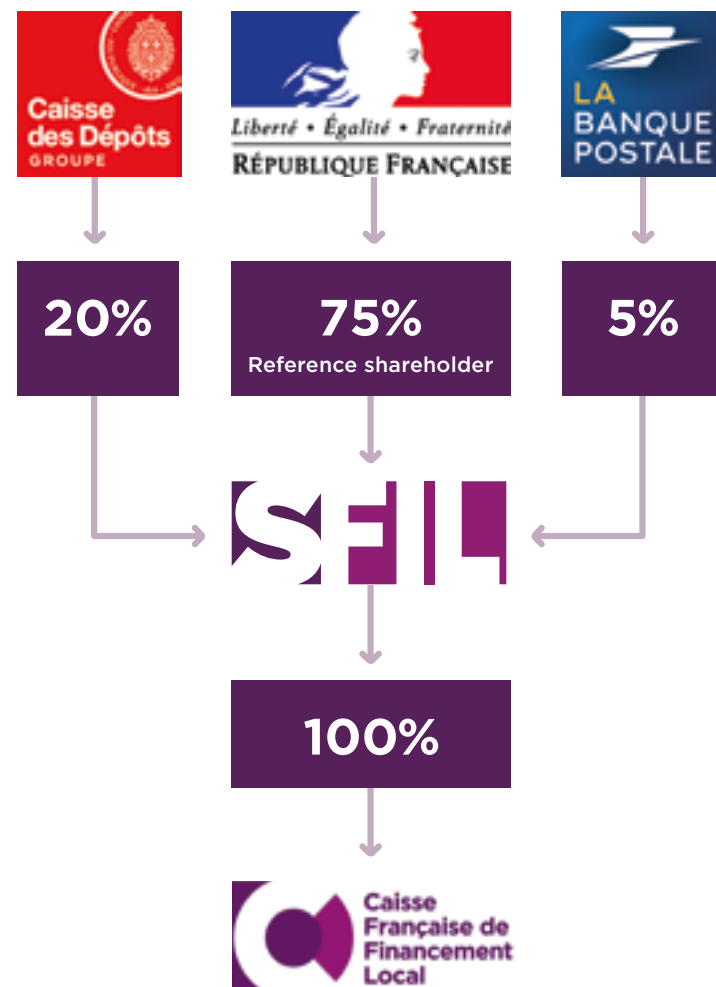 Caisse
des Dépôts
GROUPE
Liberté • Égalité • Fraternité
RÉPUBLIQUE FRANÇAISE
LA
BANQUE
POSTALE
20%
75%
Reference shareholder
5%
SFIL
100%
Caisse
Française de
Financement
Local